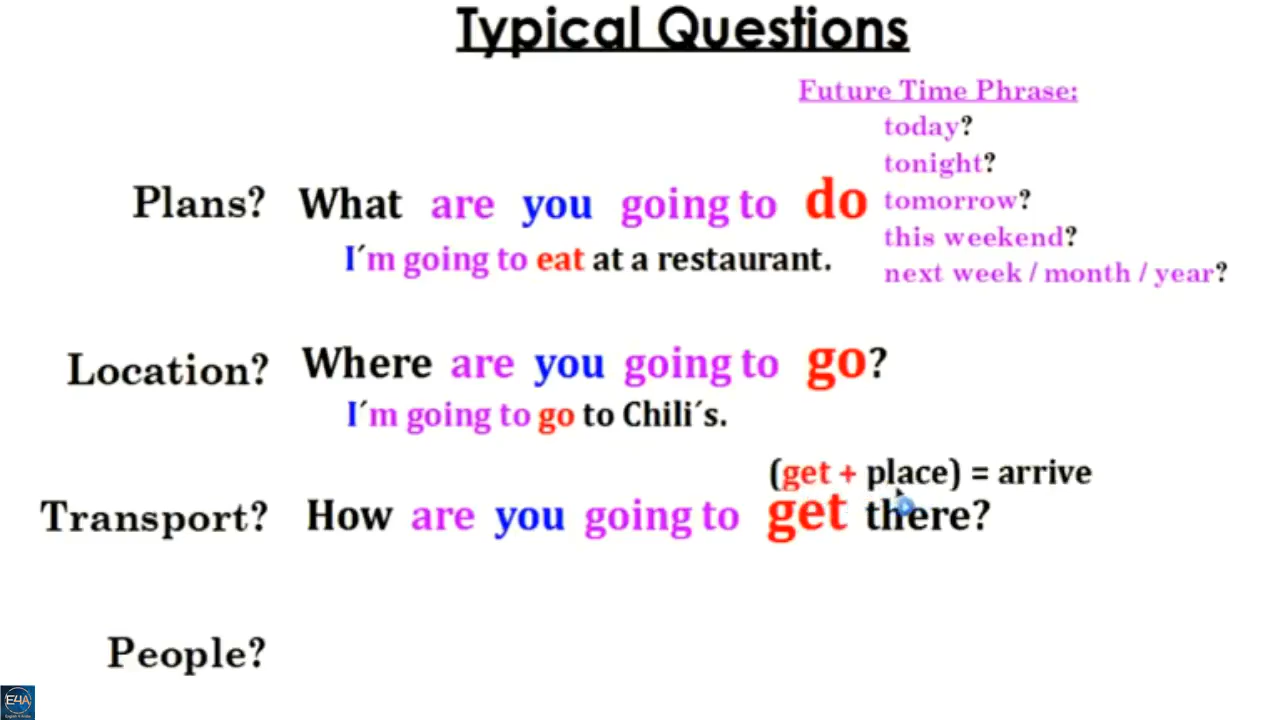 Typical Questions
Future Time Phrase:
today?
tonight?
Plans? What are you going to do tomorrow?
this weekend?
I´m going to eat at a restaurant.
next week / month / year?
Location? Where are you going to go?
I´m going to go to Chili´s.
(get + place) = arrive
Transport? How are you going to get there?
People?
E4A